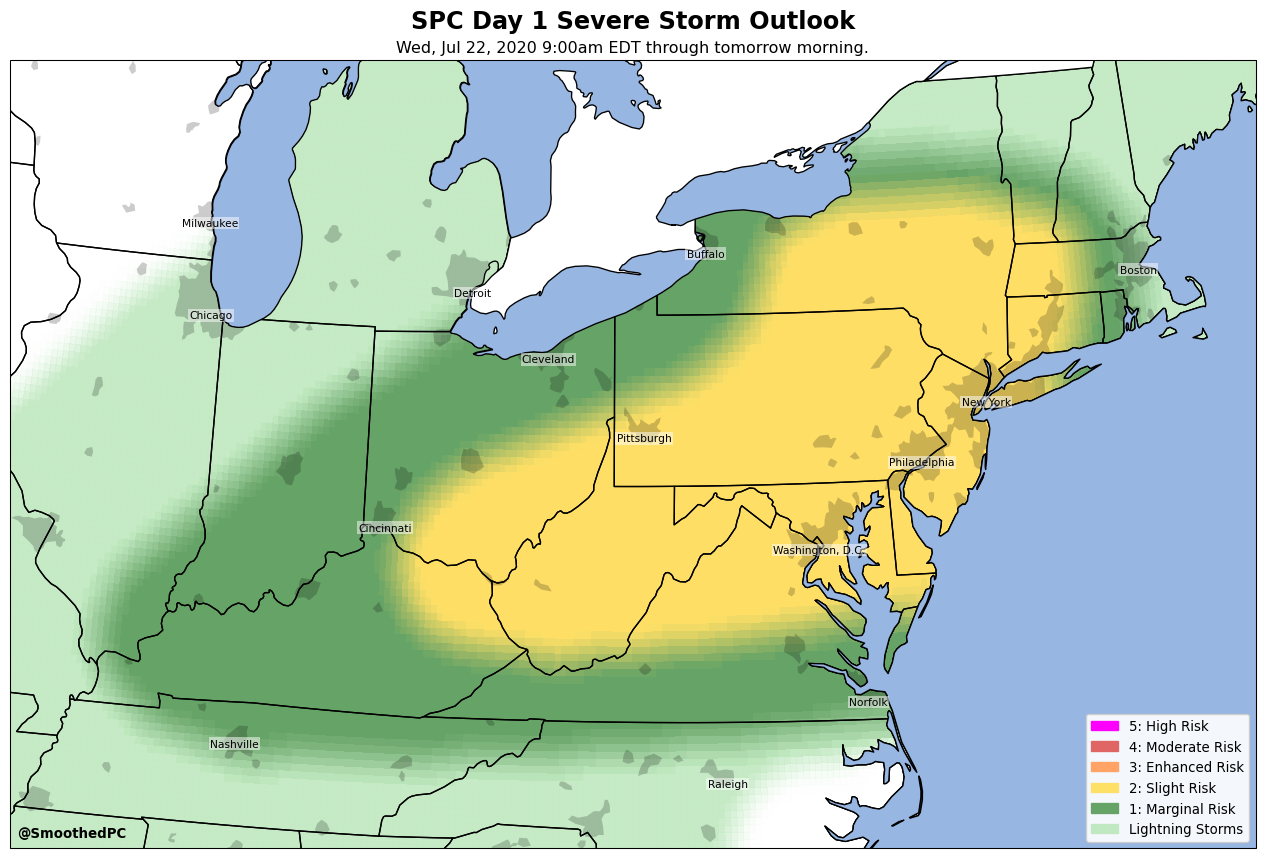 SPC Day 1 Severe Storm Outlook
Wed, Jul 22, 2020 9:00am EDT through tomorrow morning.
Milwaukee
Buffalo
Boston
Detroit
Chicago
Cleveland
New York
Pittsburgh
Philadelphia
Cincinnati
Washington, D.C.
Norfolk
Nashville
Raleigh
5: High Risk
4: Moderate Risk
3: Enhanced Risk
2: Slight Risk
1: Marginal Risk
Lightning Storms
@SmoothedPC